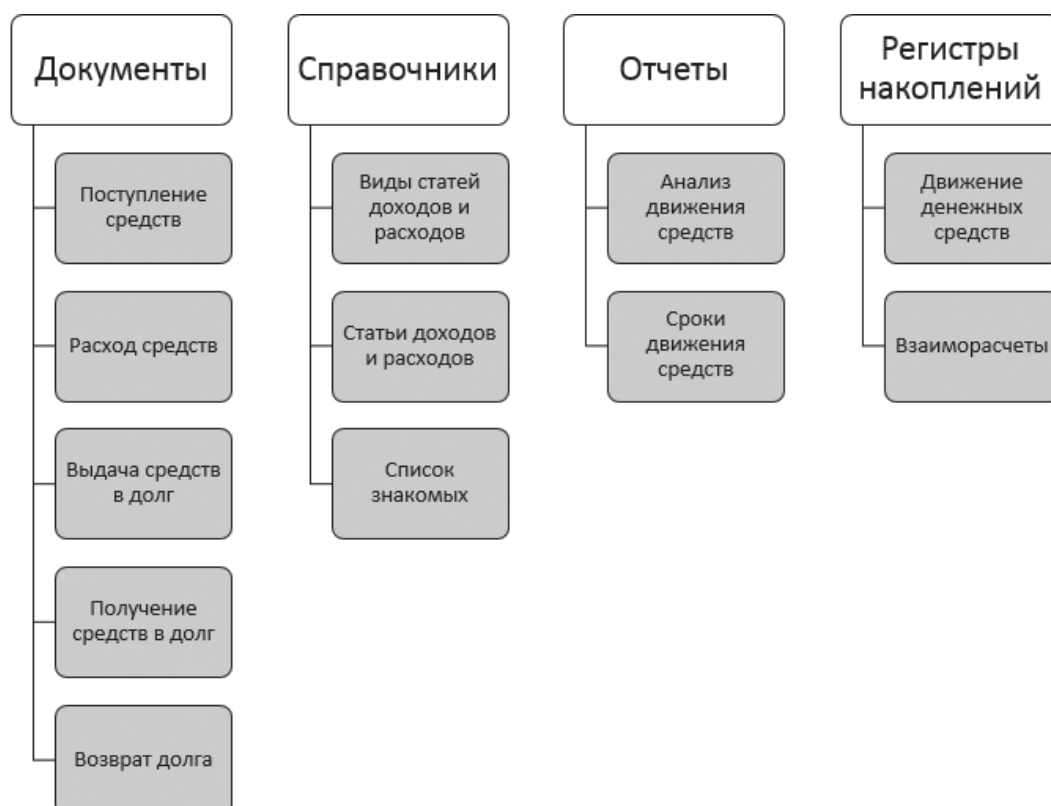 Документы
Поступление
средств
Расход средств
Выдача средств
в долг
Получение
средств в долг
Возврат долга
Справочники
Виды статей
доходов и
расходов
Статьи доходов
и расходов
Список
знакомых
Отчеты
Анализ
движения
средств
Сроки
движения
средств
Регистры
накоплений
Движение
денежных
средств
Взаиморасчеты